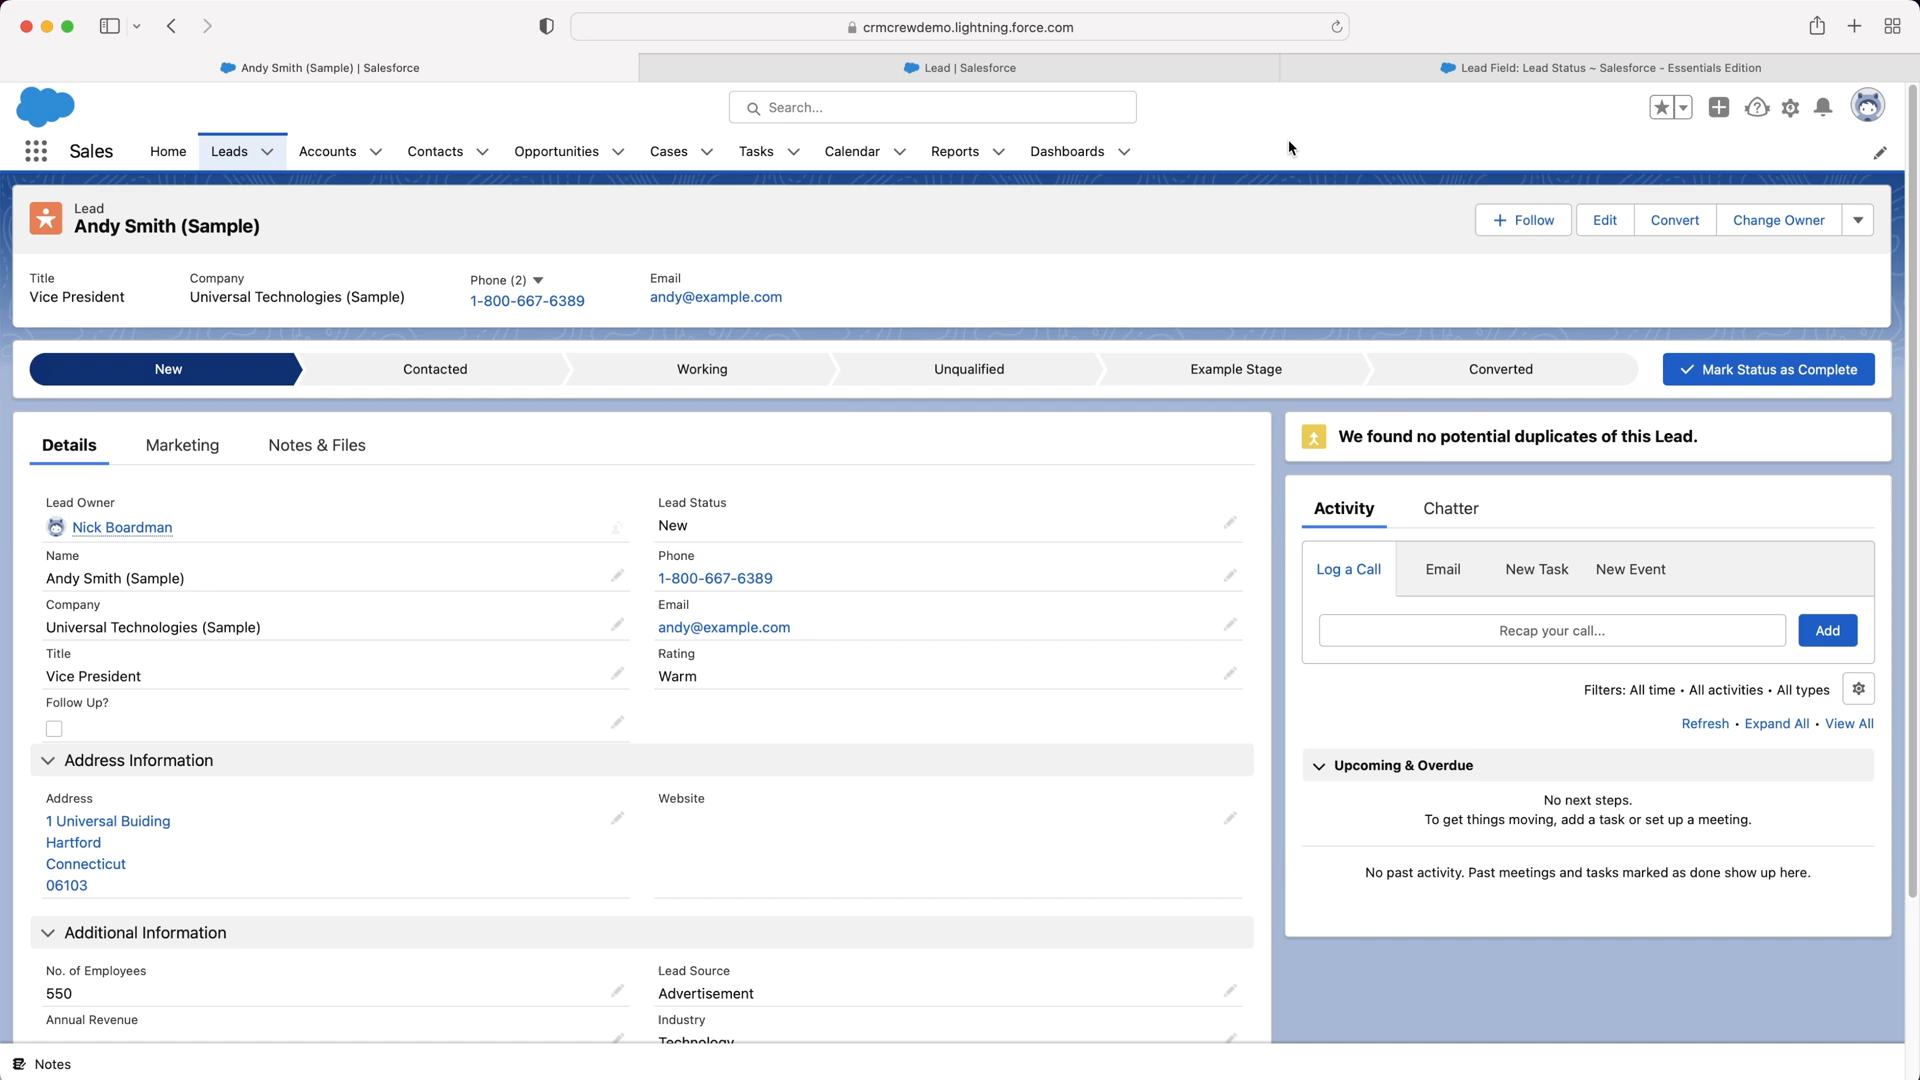 crmcrewdemo.lightning.force.com
Andy Smith (Sample) | Salesforce
Lead | Salesforce
Lead Field: Lead Status ~ Salesforce - Essentials Edition
Search...
Sales
Home
Leads
Accounts
Contacts
Opportunities
Cases
Tasks
Calendar
Reports
Dashboards
Lead
Andy Smith (Sample)
Follow
Edit
Convert
Change Owner
Title
Vice President
Company
Universal Technologies (Sample)
Phone (2)
1-800-667-6389
Email
andy@example.com
New
Contacted
Working
Unqualified
Example Stage
Converted
Mark Status as Complete
Details
Marketing
Notes & Files
Lead Owner
Nick Boardman
Lead Status
New
Name
Andy Smith (Sample)
Phone
1-800-667-6389
Company
Universal Technologies (Sample)
Email
andy@example.com
Title
Vice President
Rating
Warm
Follow Up?
Address Information
Address
1 Universal Buiding
Hartford
Connecticut
06103
Website
Additional Information
No. of Employees
550
Lead Source
Advertisement
Annual Revenue
Industry
Technology
We found no potential duplicates of this Lead.
Activity
Chatter
Log a Call
Email
New Task
New Event
Recap your call...
Add
Filters: All time • All activities • All types
Refresh • Expand All • View All
Upcoming & Overdue
No next steps.
To get things moving, add a task or set up a meeting.
No past activity. Past meetings and tasks marked as done show up here.
Notes